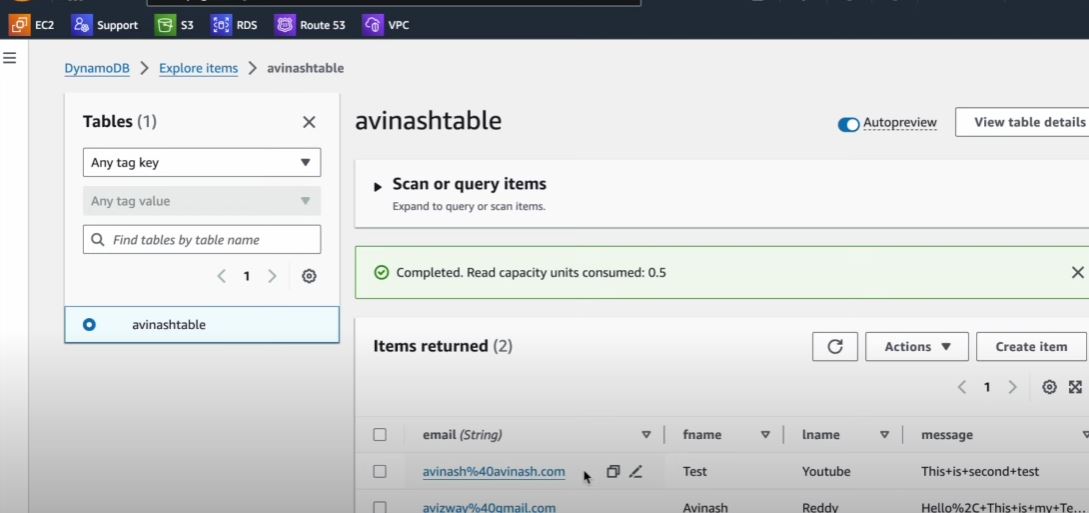 EC2 Support S3 RDS Route 53 VPC
DynamoDB > Explore items > avinashtable
Tables (1)
Any tag key
Any tag value
Find tables by table name
1
avinashtable
avinashtable
Autopreview
View table details
Scan or query items
Expand to query or scan items.
Completed. Read capacity units consumed: 0.5
Items returned (2)
Actions
Create item
1
email (String) fname lname message
avinash%40avinash.com Test Youtube This+is+second+test
avizway%40gmail.com Avinash Reddy Hello%2C+This+is+my+Te...